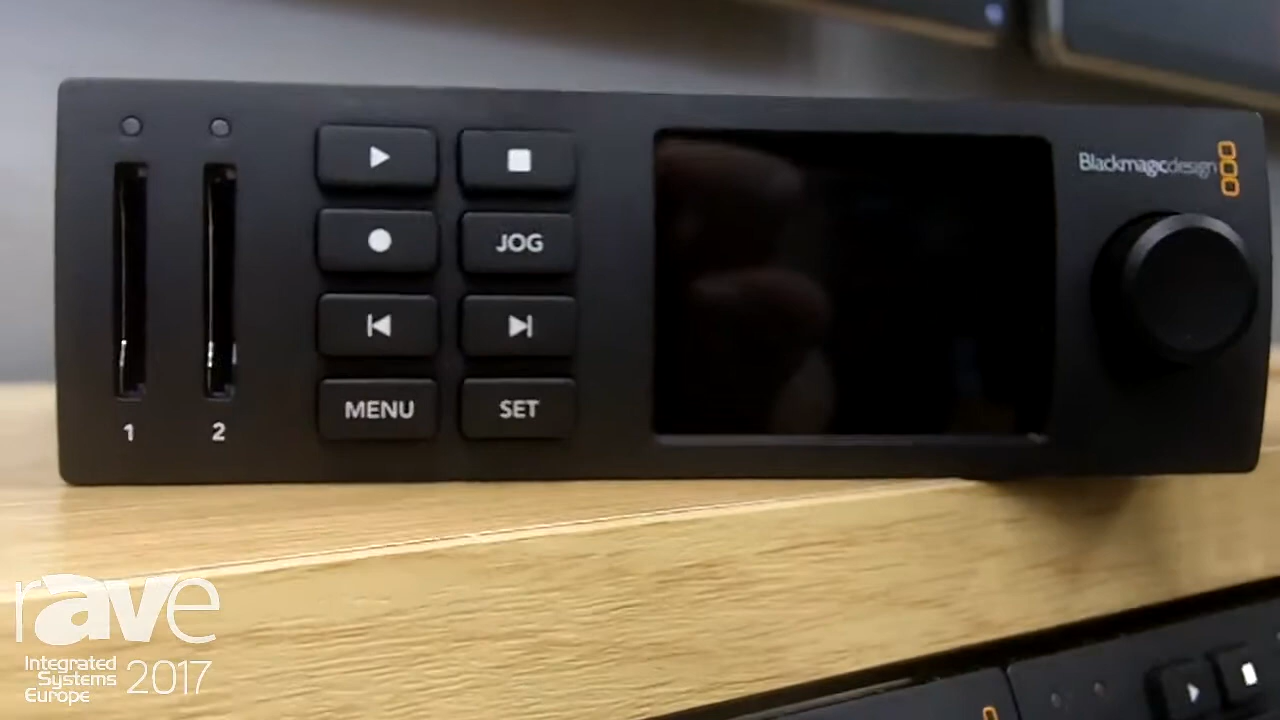 Blackmagicdesign
JOG
MENU
SET
1
2
rave
Integrated
Systems
Europe
2017